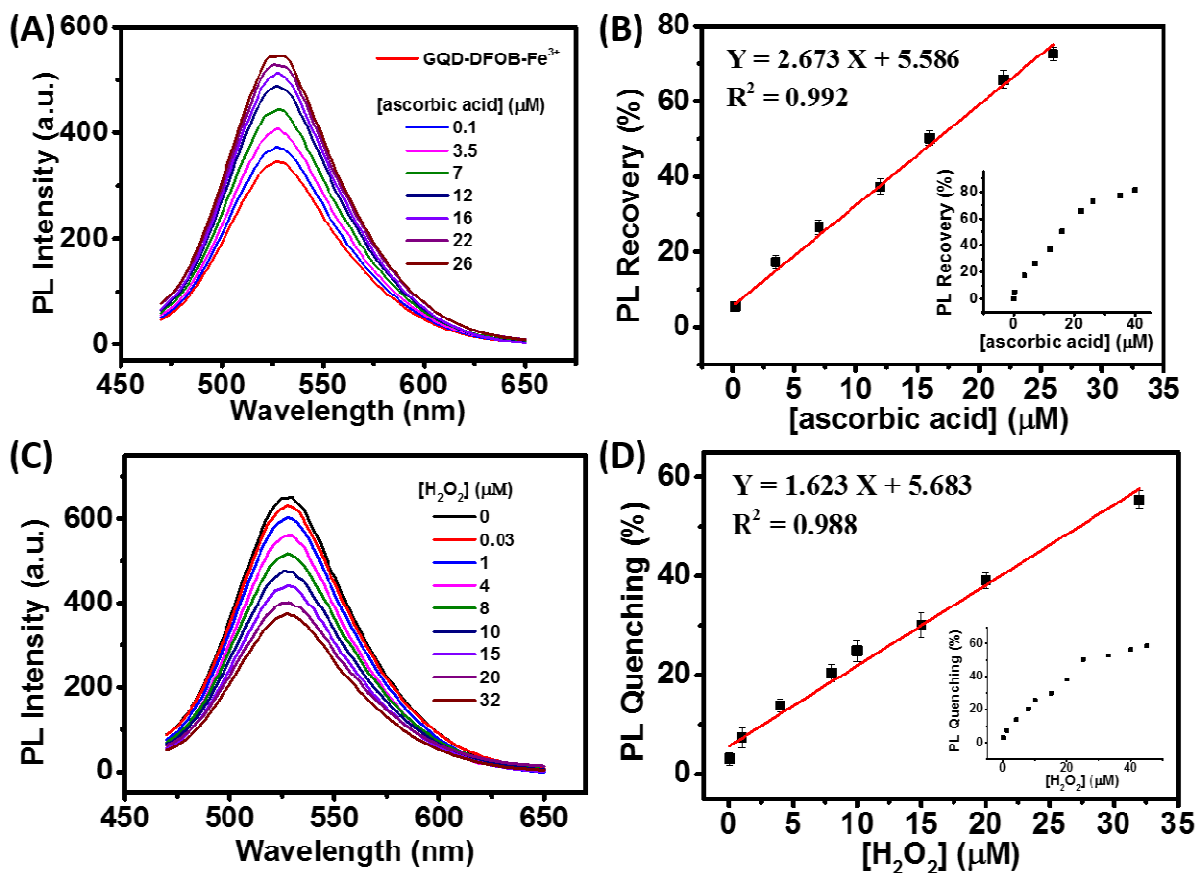 (A)
600
400
200
0
PL Intensity (a.u.)
450 500 550 600 650
Wavelength (nm)
GQD-DFOB-Fe³⁺
[ascorbic acid] (μM)
0.1
3.5
7
12
16
22
26
(B)
80
60
40
20
0
PL Recovery (%)
Y = 2.673 X + 5.586
R² = 0.992
0 5 10 15 20 25 30 35
[ascorbic acid] (μM)
80
60
40
20
0
PL Recovery (%)
0 20 40
[ascorbic acid] (μM)
(C)
600
300
0
PL Intensity (a.u.)
450 500 550 600 650
Wavelength (nm)
[H₂O₂] (μM)
0
0.03
1
4
8
10
15
20
32
(D)
60
40
20
0
PL Quenching (%)
Y = 1.623 X + 5.683
R² = 0.988
0 5 10 15 20 25 30 35
[H₂O₂] (μM)
60
40
20
0
PL Quenching (%)
0 20 40
[H₂O₂] (μM)